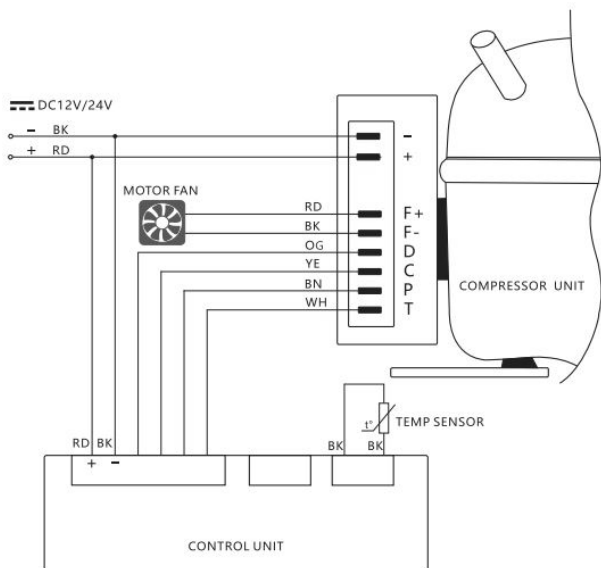 DC12V/24V
- BK
+ RD
-
+
MOTOR FAN
RD F+
BK F-
OG D
YE C
BN P
WH T
COMPRESSOR UNIT
t°
TEMP SENSOR
RD BK
+ -
BK BK
CONTROL UNIT